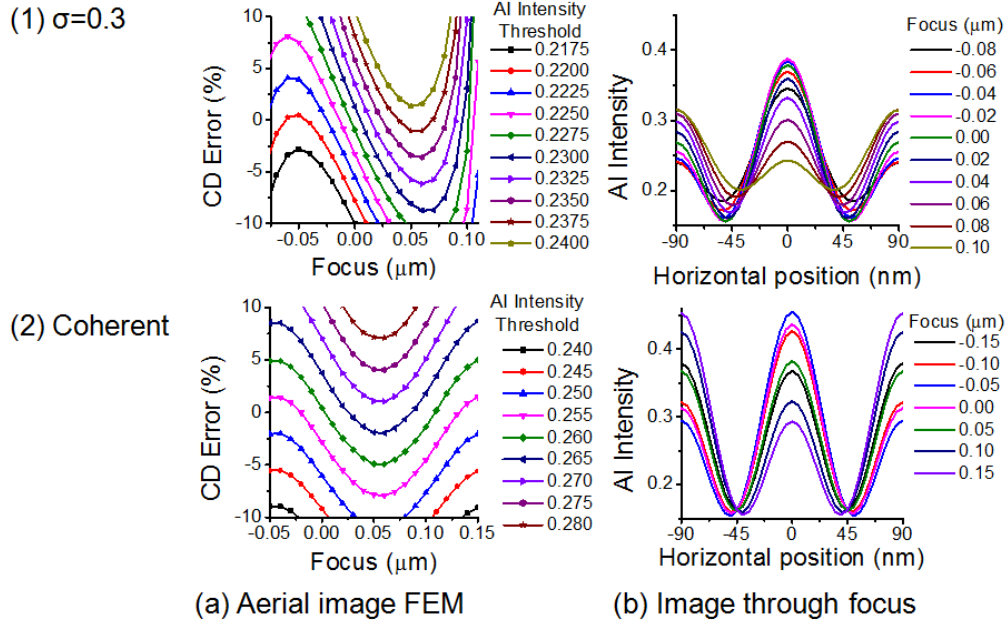 (1) σ=0.3
CD Error (%)
10
5
0
-5
-10
-0.05 0.00 0.05 0.10
Focus (μm)
AI Intensity
Threshold
0.2175
0.2200
0.2225
0.2250
0.2275
0.2300
0.2325
0.2350
0.2375
0.2400
AI Intensity
0.4
0.3
0.2
-90 -45 0 45 90
Horizontal position (nm)
Focus (μm)
-0.08
-0.06
-0.04
-0.02
0.00
0.02
0.04
0.06
0.08
0.10
(2) Coherent
CD Error (%)
10
5
0
-5
-10
-0.05 0.00 0.05 0.10 0.15
Focus (μm)
AI Intensity
Threshold
0.240
0.245
0.250
0.255
0.260
0.265
0.270
0.275
0.280
AI Intensity
0.4
0.3
0.2
-90 -45 0 45 90
Horizontal position (nm)
Focus (μm)
-0.15
-0.10
-0.05
0.00
0.05
0.10
0.15
(a) Aerial image FEM
(b) Image through focus